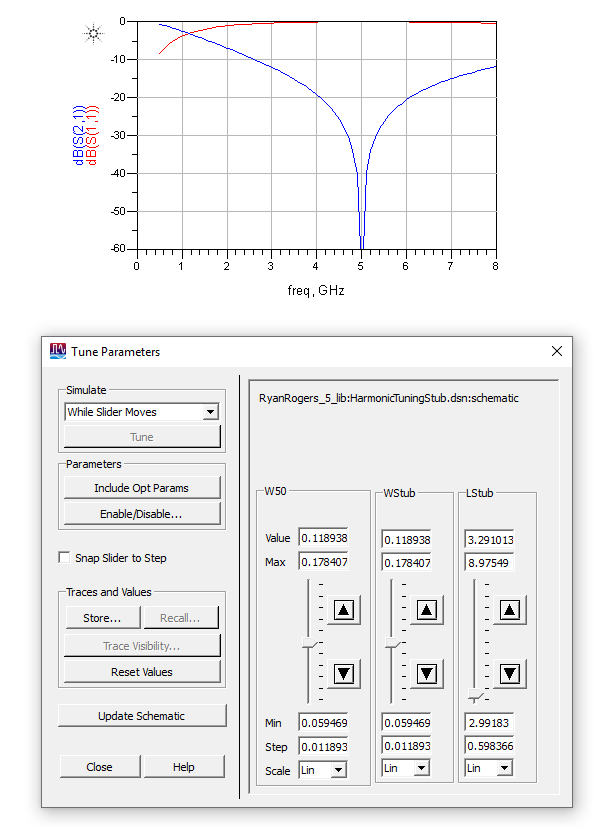 0
-10
-20
-30
-40
-50
-60
dB(S(2,1))
dB(S(1,1))
0 1 2 3 4 5 6 7 8
freq, GHz
Tune Parameters
Simulate
While Slider Moves
Tune
Parameters
Include Opt Params
Enable/Disable...
Snap Slider to Step
Traces and Values
Store... Recall...
Trace Visibility...
Reset Values
Update Schematic
Close Help
RyanRogers_5_lib:HarmonicTuningStub.dsn:schematic
W50 WStub LStub
Value 0.118938 0.118938 3.291013
Max 0.178407 0.178407 8.97549
Min 0.059469 0.059469 2.99183
Step 0.011893 0.011893 0.598366
Scale Lin Lin Lin